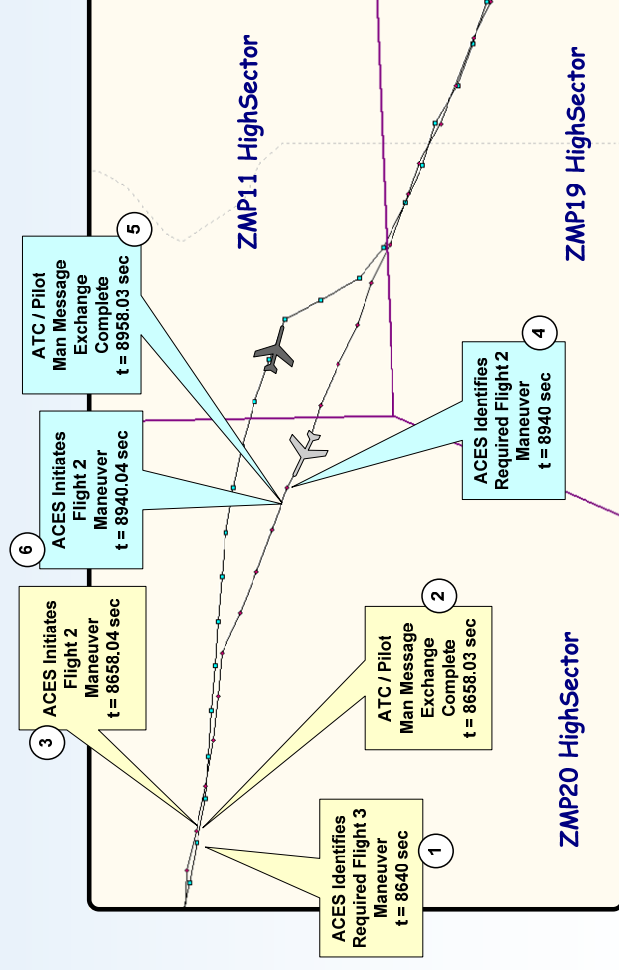 1
ACES Identifies
Required Flight 3
Maneuver
t = 8640 sec
2
ATC / Pilot
Man Message
Exchange
Complete
t = 8658.03 sec
3
ACES Initiates
Flight 2
Maneuver
t = 8658.04 sec
4
ACES Identifies
Required Flight 2
Maneuver
t = 8940 sec
5
ATC / Pilot
Man Message
Exchange
Complete
t = 8958.03 sec
6
ACES Initiates
Flight 2
Maneuver
t = 8940.04 sec
ZMP11 HighSector
ZMP19 HighSector
ZMP20 HighSector